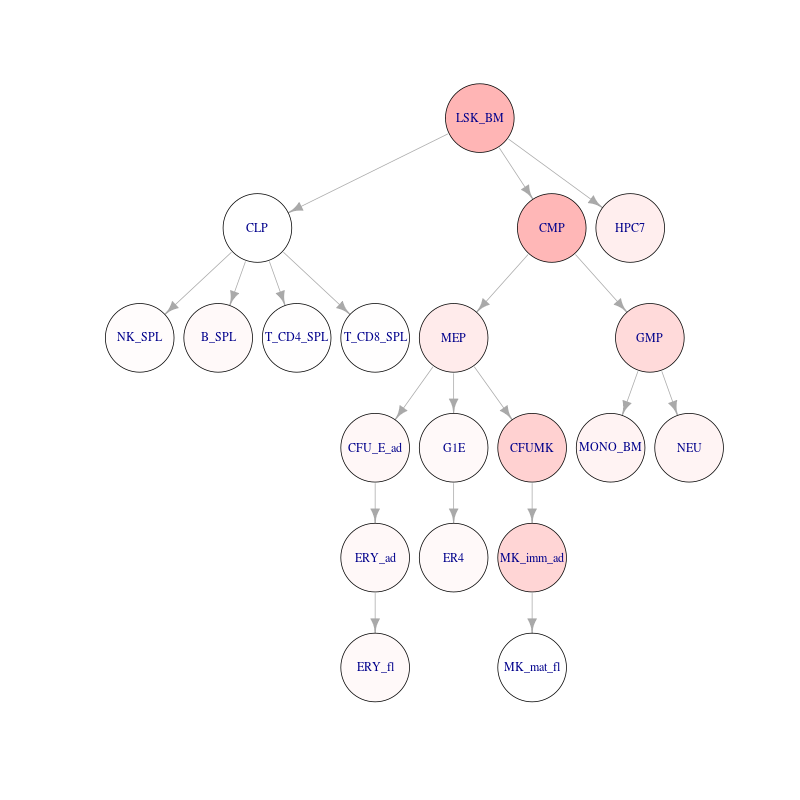 LSK_BM
CLP
CMP
HPC7
NK_SPL
B_SPL
T_CD4_SPL
T_CD8_SPL
MEP
GMP
CFU_E_ad
G1E
CFUMK
MONO_BM
NEU
ERY_ad
ER4
MK_imm_ad
ERY_fl
MK_mat_fl